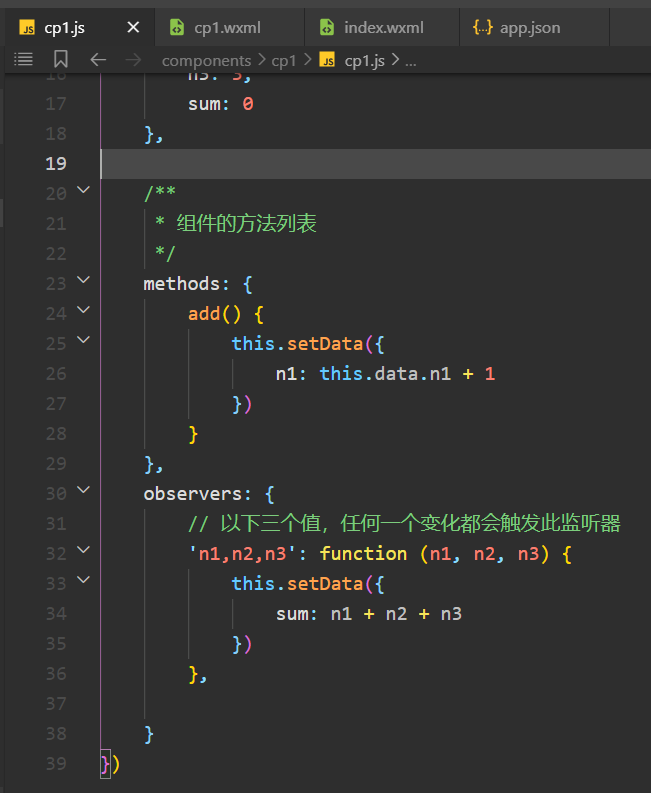 JS cp1.js × cp1.wxml index.wxml {..} app.json
components > cp1 > JS cp1.js > ...
16 n3: 3,
17 sum: 0
18 },
19
20 /**
21 * 组件的方法列表
22 */
23 methods: {
24 add() {
25 this.setData({
26 n1: this.data.n1 + 1
27 })
28 }
29 },
30 observers: {
31 // 以下三个值，任何一个变化都会触发此监听器
32 'n1,n2,n3': function (n1, n2, n3) {
33 this.setData({
34 sum: n1 + n2 + n3
35 })
36 },
37
38 }
39 })